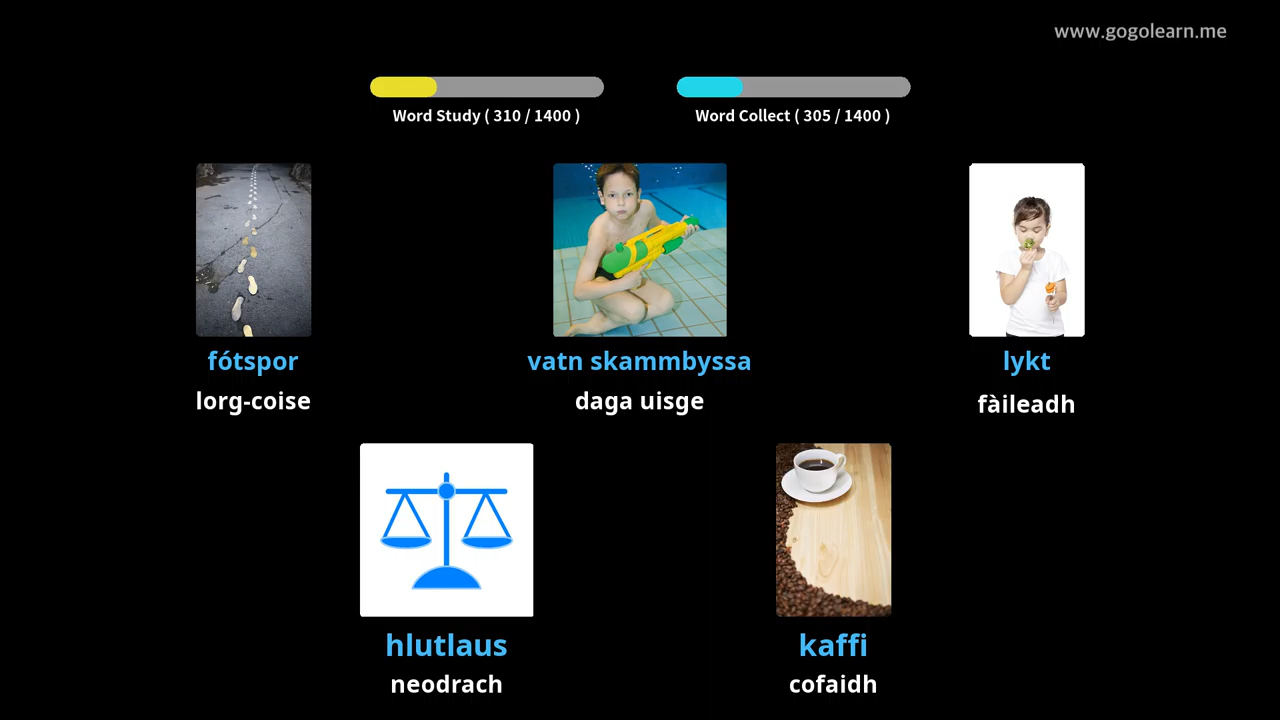 www.gogolearn.me
Word Study ( 310 / 1400 )
Word Collect ( 305 / 1400 )
fótspor
lorg-coise
vatn skammbyssa
daga uisge
lykt
fàileadh
hlutlaus
neodrach
kaffi
cofaidh